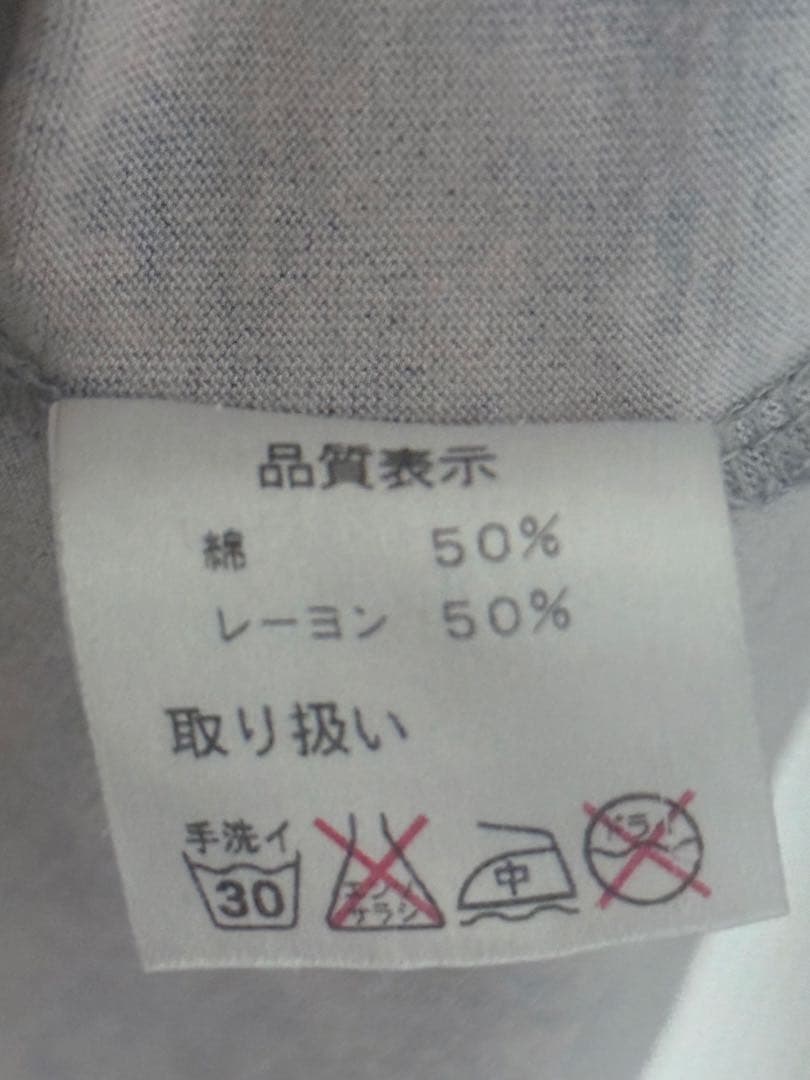 品質表示
綿 50%
レーヨン 50%
取り扱い
手洗イ
30
エンソ
サラシ
中
ドライ